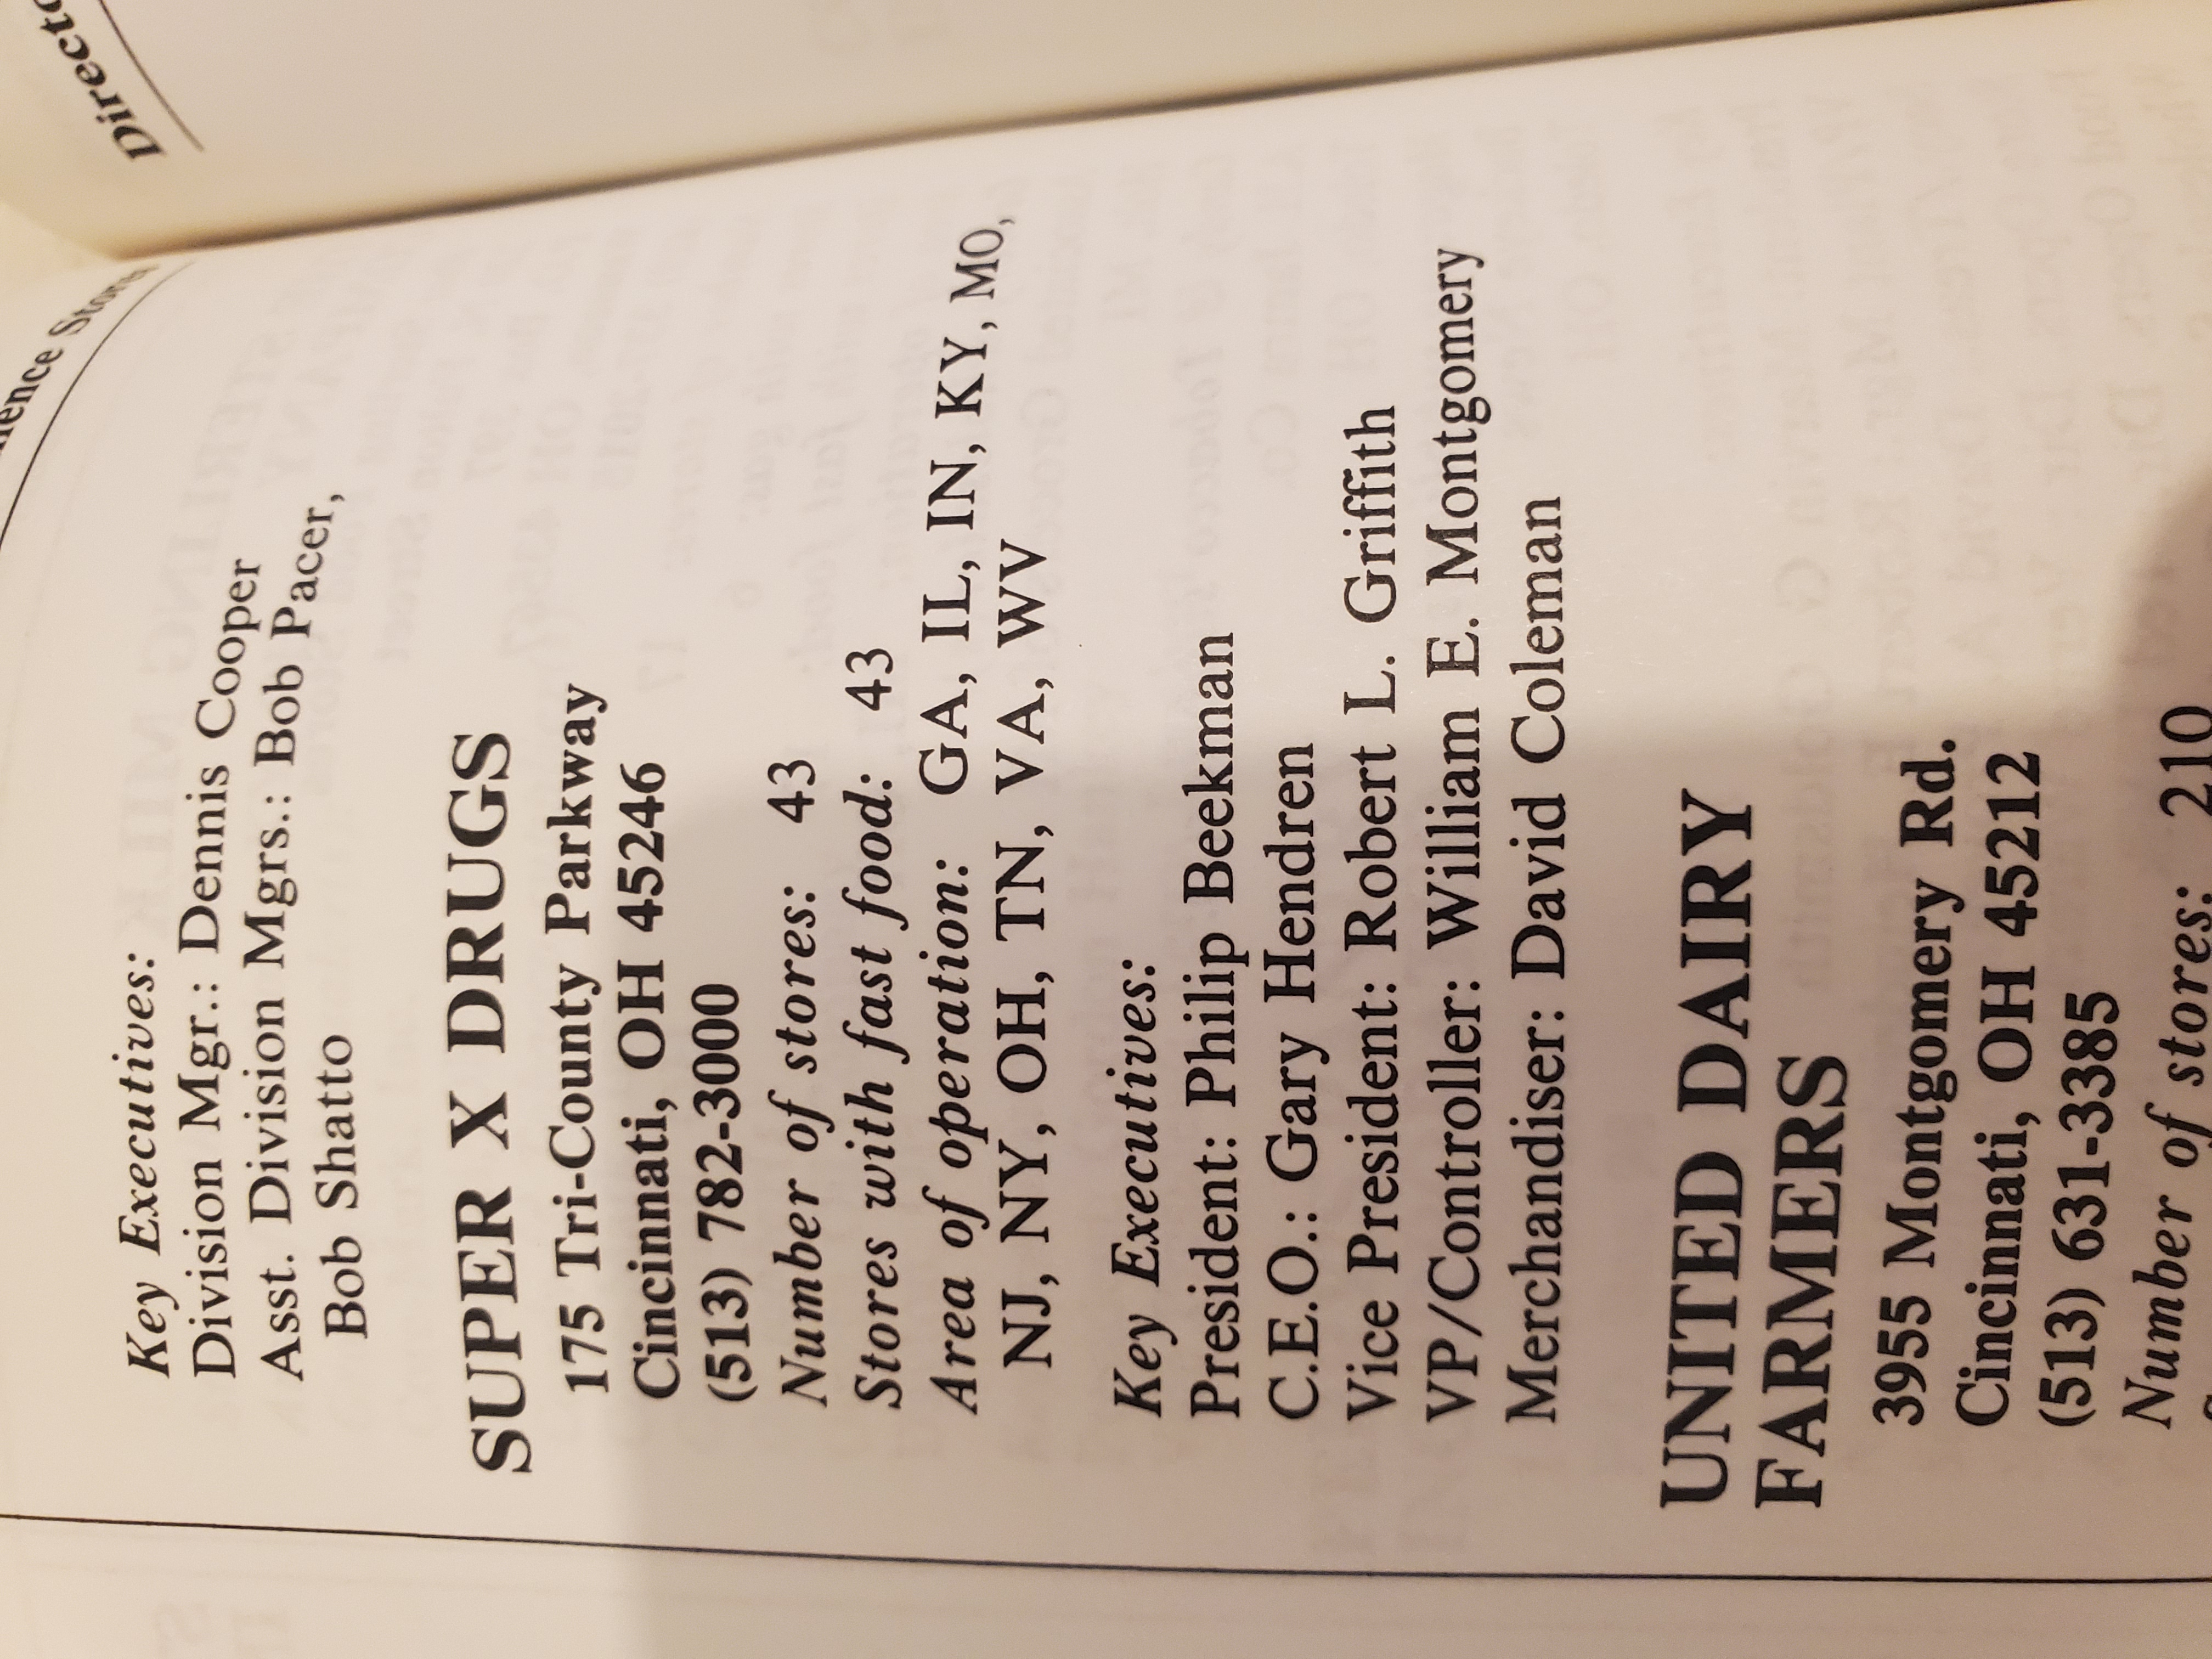 Directo
ience Stor
Key Executives:
Division Mgr.: Dennis Cooper
Asst. Division Mgrs.: Bob Pacer,
Bob Shatto
SUPER X DRUGS
175 Tri-County Parkway
Cincinnati, OH 45246
(513) 782-3000
Number of stores: 43
Stores with fast food: 43
Area of operation: GA, IL, IN, KY, MO,
NJ, NY, OH, TN, VA, WV
Key Executives:
President: Philip Beekman
C.E.O.: Gary Hendren
Vice President: Robert L. Griffith
VP/Controller: William E. Montgomery
Merchandiser: David Coleman
UNITED DAIRY
FARMERS
3955 Montgomery Rd.
Cincinnati, OH 45212
(513) 631-3385
Number of stores: 210